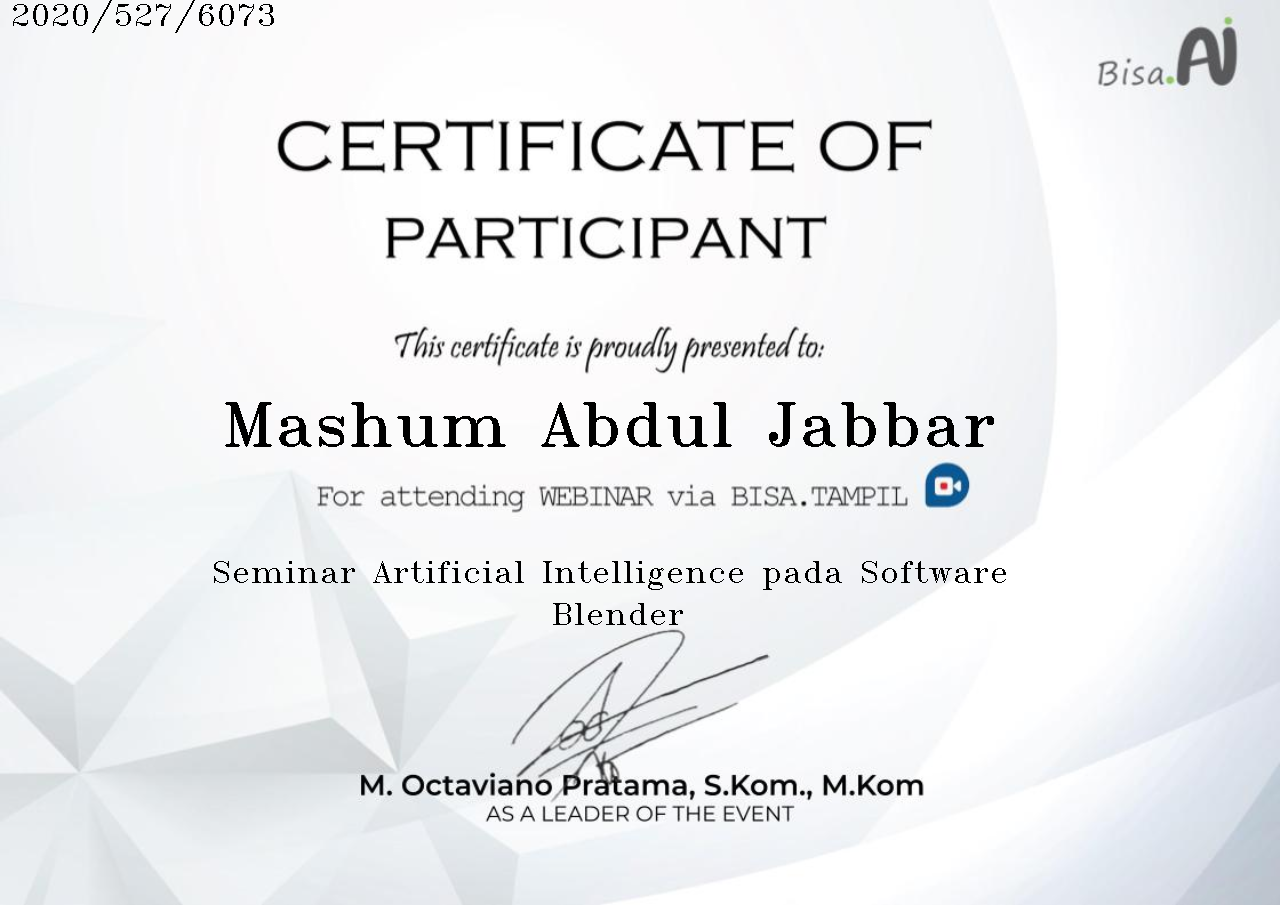 2020/527/6073
Bisa.Ai
CERTIFICATE OF
PARTICIPANT
This certificate is proudly presented to:
Mashum Abdul Jabbar
For attending WEBINAR via BISA.TAMPIL
Seminar Artificial Intelligence pada Software
Blender
M. Octaviano Pratama, S.Kom., M.Kom
AS A LEADER OF THE EVENT